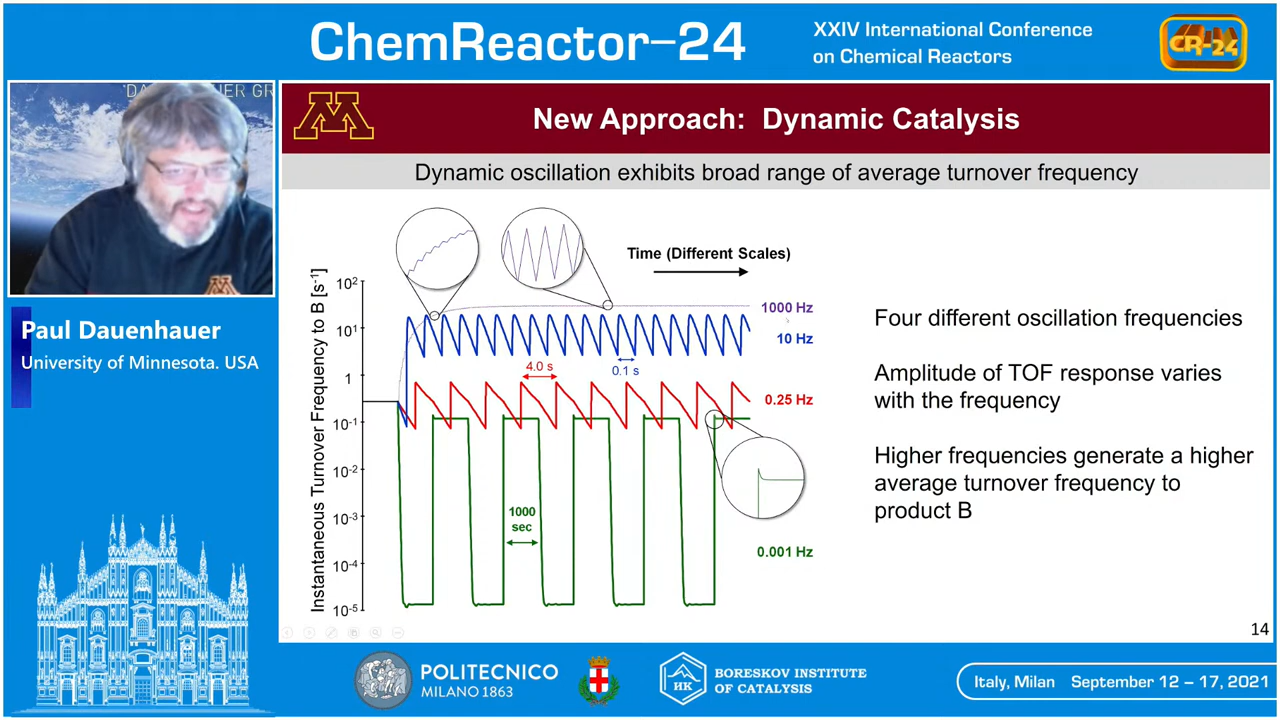 ChemReactor-24
XXIV International Conference
on Chemical Reactors
CR-24
New Approach: Dynamic Catalysis
Dynamic oscillation exhibits broad range of average turnover frequency
Paul Dauenhauer
University of Minnesota. USA
Instantaneous Turnover Frequency to B [s⁻¹]
10²
10¹
1
10⁻¹
10⁻²
10⁻³
10⁻⁴
10⁻⁵
Time (Different Scales)
1000 Hz
10 Hz
4.0 s
0.1 s
0.25 Hz
1000
sec
0.001 Hz
Four different oscillation frequencies
Amplitude of TOF response varies
with the frequency
Higher frequencies generate a higher
average turnover frequency to
product B
14
POLITECNICO
MILANO 1863
HK
BORESKOV INSTITUTE
OF CATALYSIS
Italy, Milan September 12 – 17, 2021